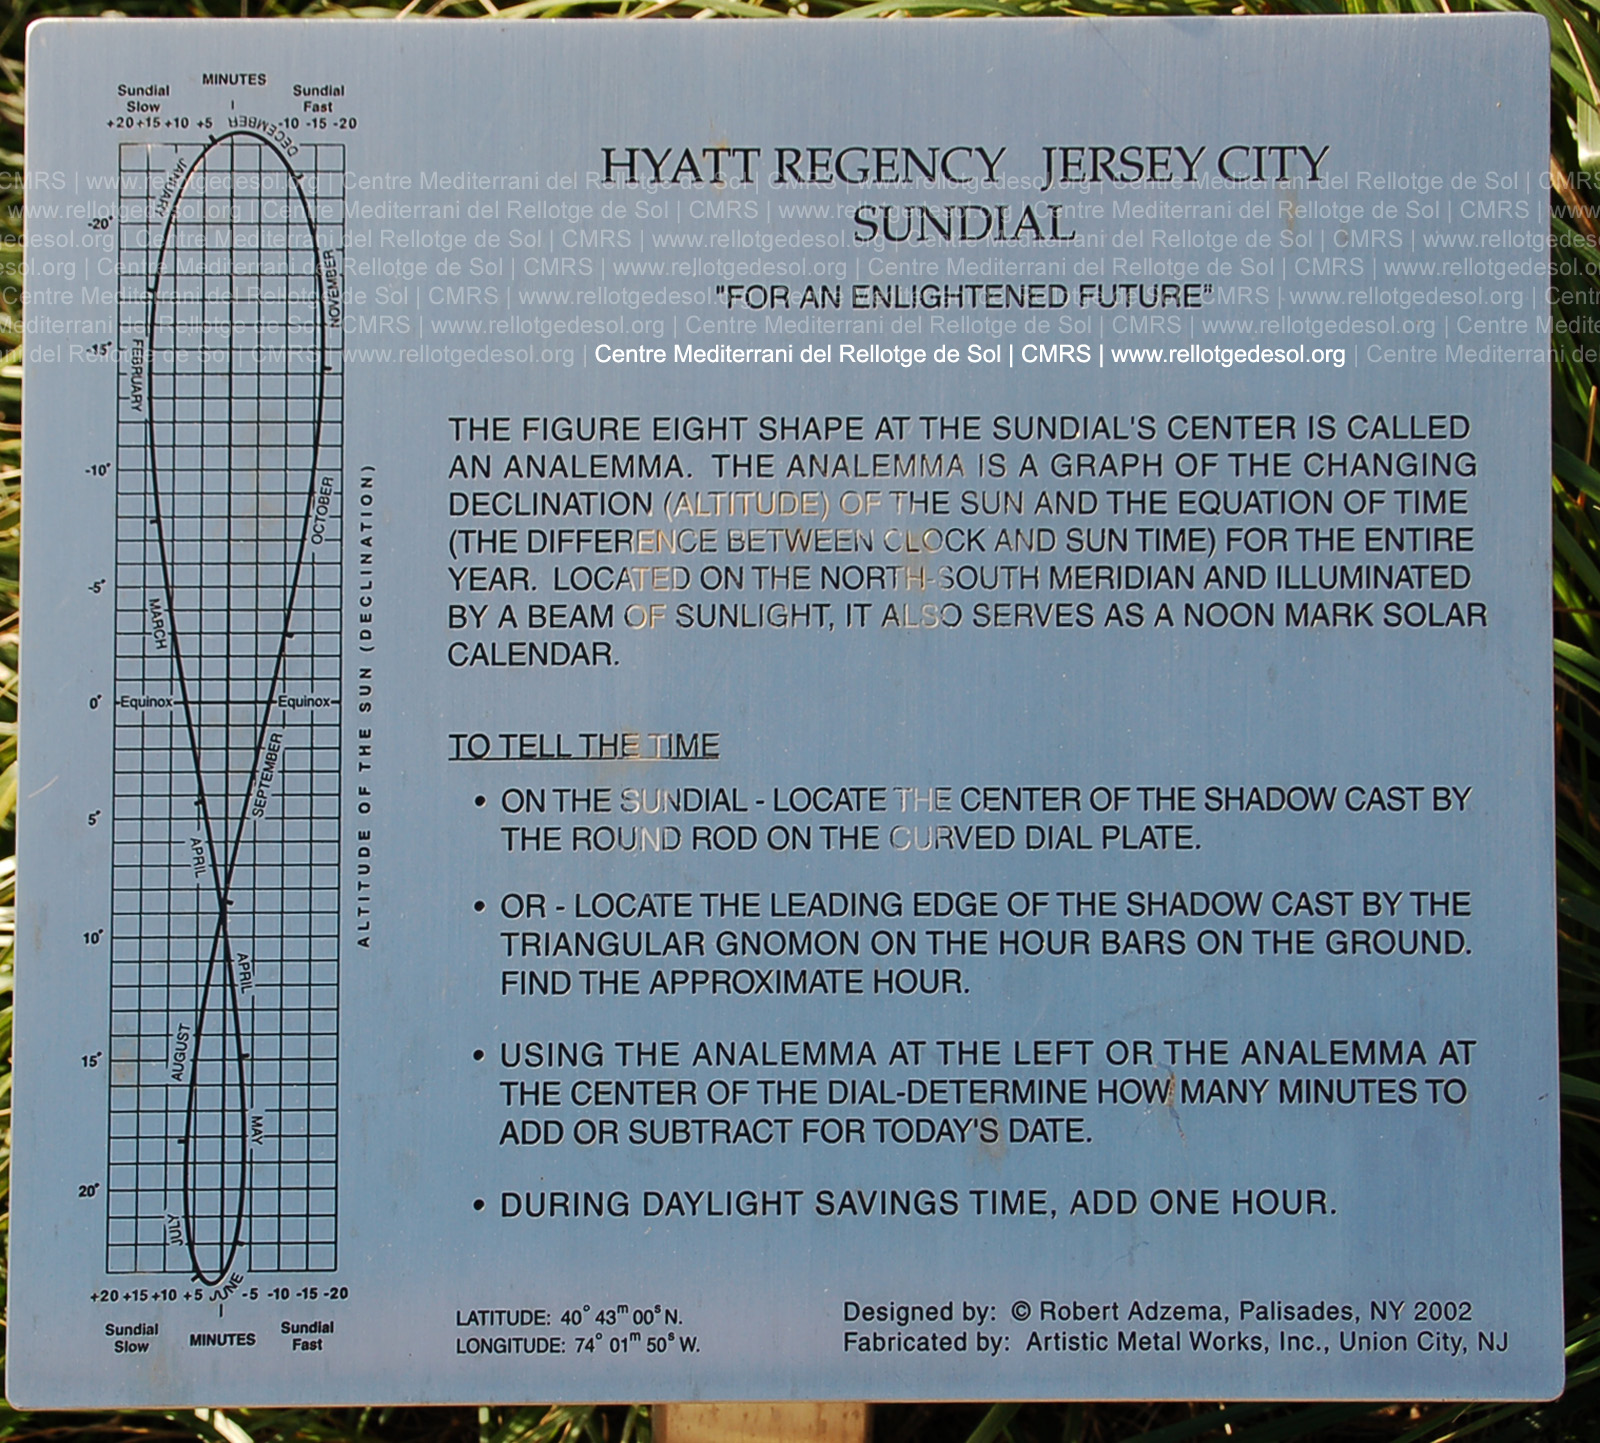 MINUTES
Sundial Slow
Sundial Fast
+20 +15 +10 +5 -10 -15 -20
DECEMBER
JANUARY
-20°
NOVEMBER
-15°
FEBRUARY
-10°
OCTOBER
-5°
MARCH
0° Equinox Equinox
SEPTEMBER
5°
APRIL
10°
APRIL
AUGUST
15°
MAY
20°
JULY
JUNE
+20 +15 +10 +5 -5 -10 -15 -20
Sundial Slow
MINUTES
Sundial Fast
ALTITUDE OF THE SUN (DECLINATION)
HYATT REGENCY JERSEY CITY
SUNDIAL
"FOR AN ENLIGHTENED FUTURE"
Centre Mediterrani del Rellotge de Sol | CMRS | www.rellotgedesol.org
THE FIGURE EIGHT SHAPE AT THE SUNDIAL'S CENTER IS CALLED
AN ANALEMMA. THE ANALEMMA IS A GRAPH OF THE CHANGING
DECLINATION (ALTITUDE) OF THE SUN AND THE EQUATION OF TIME
(THE DIFFERENCE BETWEEN CLOCK AND SUN TIME) FOR THE ENTIRE
YEAR. LOCATED ON THE NORTH-SOUTH MERIDIAN AND ILLUMINATED
BY A BEAM OF SUNLIGHT, IT ALSO SERVES AS A NOON MARK SOLAR
CALENDAR.
TO TELL THE TIME
• ON THE SUNDIAL - LOCATE THE CENTER OF THE SHADOW CAST BY
THE ROUND ROD ON THE CURVED DIAL PLATE.
• OR - LOCATE THE LEADING EDGE OF THE SHADOW CAST BY THE
TRIANGULAR GNOMON ON THE HOUR BARS ON THE GROUND.
FIND THE APPROXIMATE HOUR.
• USING THE ANALEMMA AT THE LEFT OR THE ANALEMMA AT
THE CENTER OF THE DIAL-DETERMINE HOW MANY MINUTES TO
ADD OR SUBTRACT FOR TODAY'S DATE.
• DURING DAYLIGHT SAVINGS TIME, ADD ONE HOUR.
LATITUDE: 40° 43m 00s N.
LONGITUDE: 74° 01m 50s W.
Designed by: © Robert Adzema, Palisades, NY 2002
Fabricated by: Artistic Metal Works, Inc., Union City, NJ